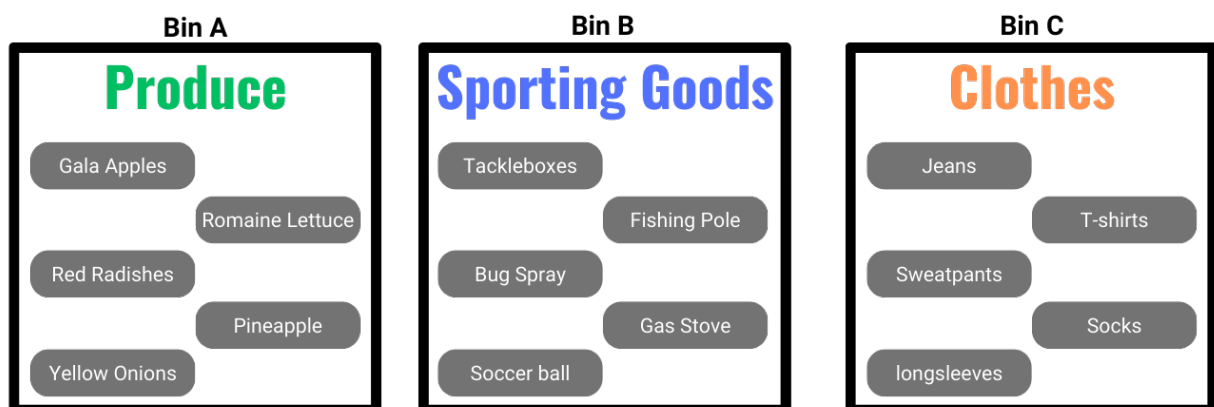 Bin A
Produce
Gala Apples
Romaine Lettuce
Red Radishes
Pineapple
Yellow Onions
Bin B
Sporting Goods
Tackleboxes
Fishing Pole
Bug Spray
Gas Stove
Soccer ball
Bin C
Clothes
Jeans
T-shirts
Sweatpants
Socks
longsleeves